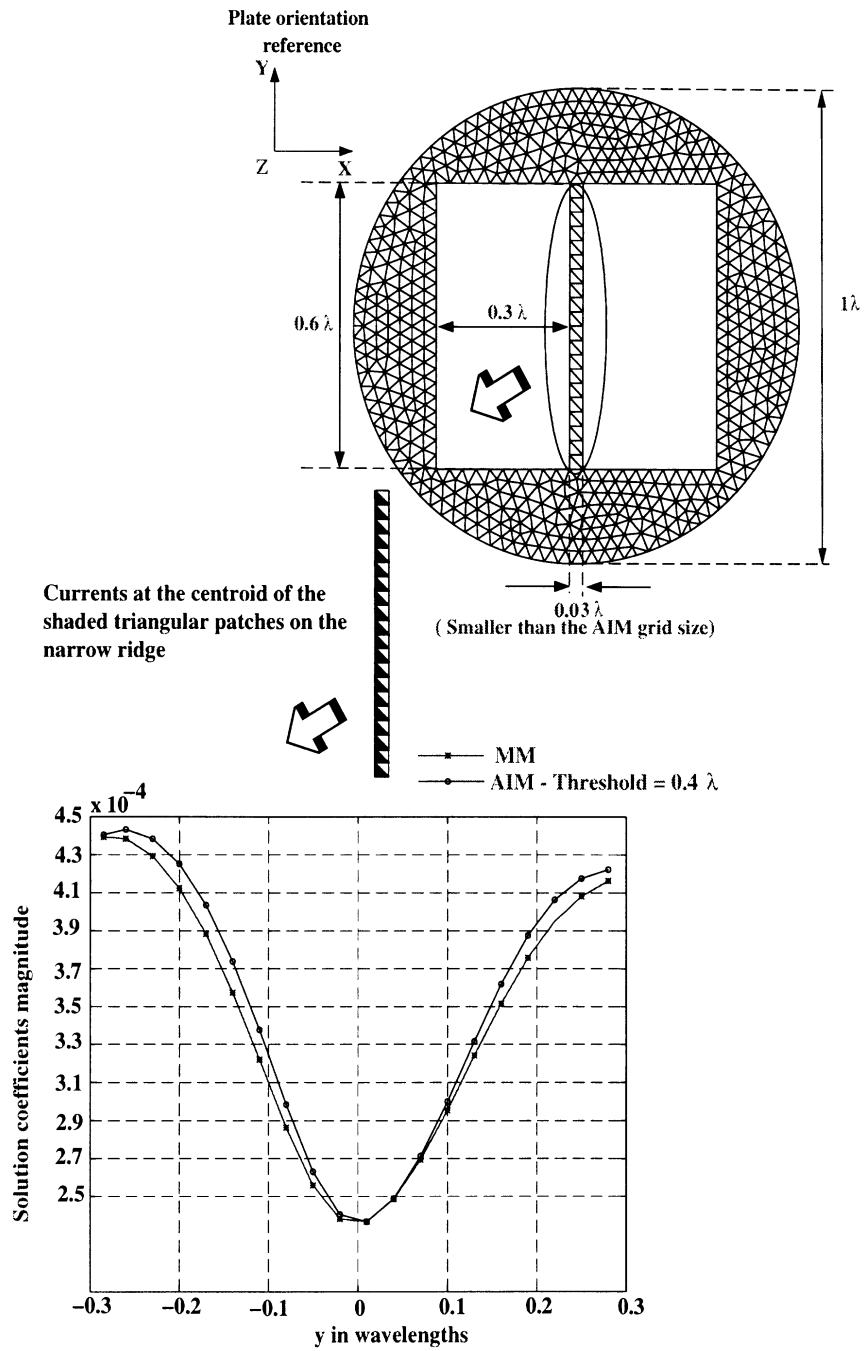 Plate orientation
reference
Y
Z
X
0.6 λ
0.3 λ
1λ
0.03 λ
( Smaller than the AIM grid size)
Currents at the centroid of the
shaded triangular patches on the
narrow ridge
MM
AIM - Threshold = 0.4 λ
x 10−4
4.5
4.3
4.1
3.9
3.7
3.5
3.3
3.1
2.9
2.7
2.5
Solution coefficients magnitude
−0.3
−0.2
−0.1
0
0.1
0.2
0.3
y in wavelengths